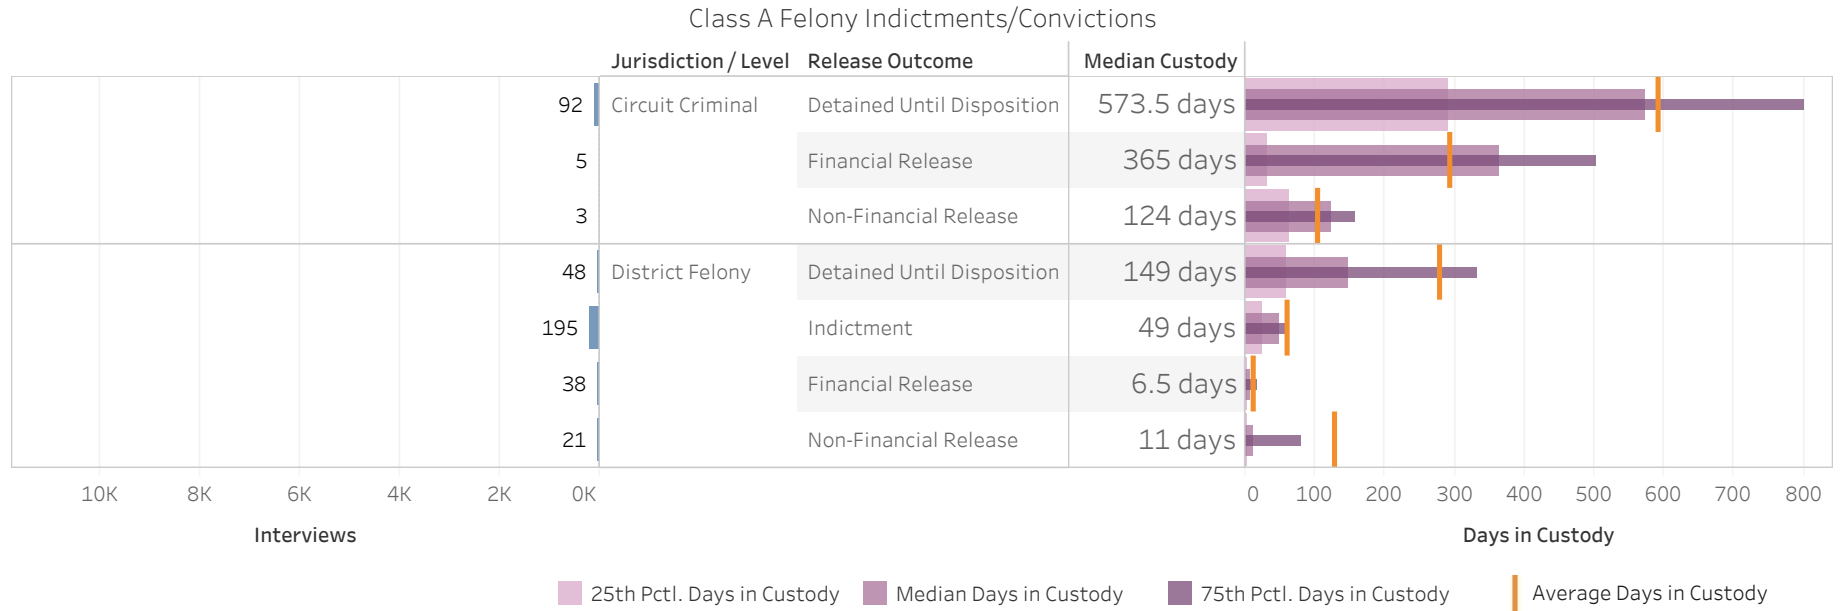 Class A Felony Indictments/Convictions
Jurisdiction / Level Release Outcome Median Custody
92 Circuit Criminal Detained Until Disposition 573.5 days
5 Financial Release 365 days
3 Non-Financial Release 124 days
48 District Felony Detained Until Disposition 149 days
195 Indictment 49 days
38 Financial Release 6.5 days
21 Non-Financial Release 11 days
10K 8K 6K 4K 2K 0K 0 100 200 300 400 500 600 700 800
Interviews Days in Custody
25th Pctl. Days in Custody Median Days in Custody 75th Pctl. Days in Custody Average Days in Custody